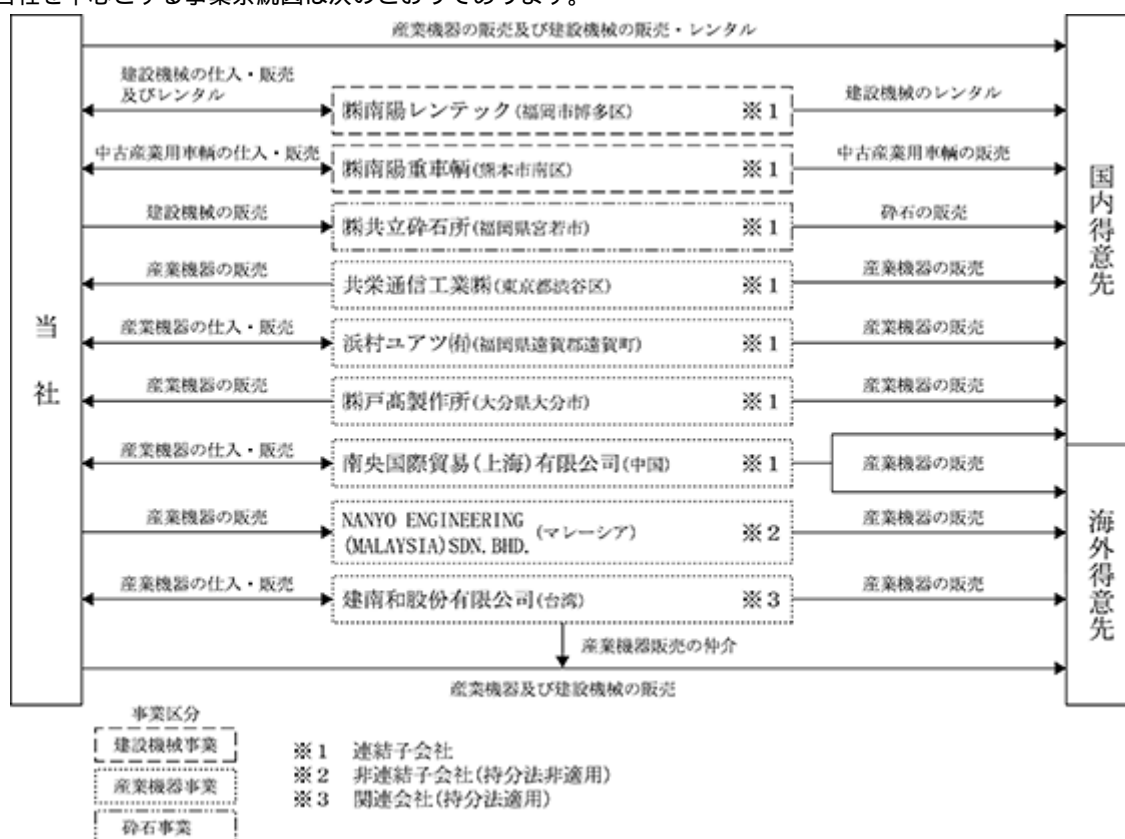 当社を中心とする事業系統図は次のとおりであります。
産業機器の販売及び建設機械の販売・レンタル
建設機械の仕入・販売
及びレンタル
㈱南陽レンテック(福岡市博多区) ※1
建設機械のレンタル
中古産業用車輌の仕入・販売
㈱南陽重車輌(熊本市南区) ※1
中古産業用車輌の販売
建設機械の販売
㈱共立砕石所(福岡県宮若市) ※1
砕石の販売
産業機器の販売
共栄通信工業㈱(東京都渋谷区) ※1
産業機器の販売
産業機器の仕入・販売
浜村ユアツ㈲(福岡県遠賀郡遠賀町) ※1
産業機器の販売
産業機器の販売
㈱戸髙製作所(大分県大分市) ※1
産業機器の販売
産業機器の仕入・販売
南央国際貿易(上海)有限公司(中国) ※1
産業機器の販売
産業機器の販売
NANYO ENGINEERING
(MALAYSIA)SDN.BHD. (マレーシア) ※2
産業機器の販売
産業機器の仕入・販売
建南和股份有限公司(台湾) ※3
産業機器の販売
産業機器販売の仲介
産業機器及び建設機械の販売
当社
国内得意先
海外得意先
事業区分
建設機械事業
産業機器事業
砕石事業
※1 連結子会社
※2 非連結子会社(持分法非適用)
※3 関連会社(持分法適用)